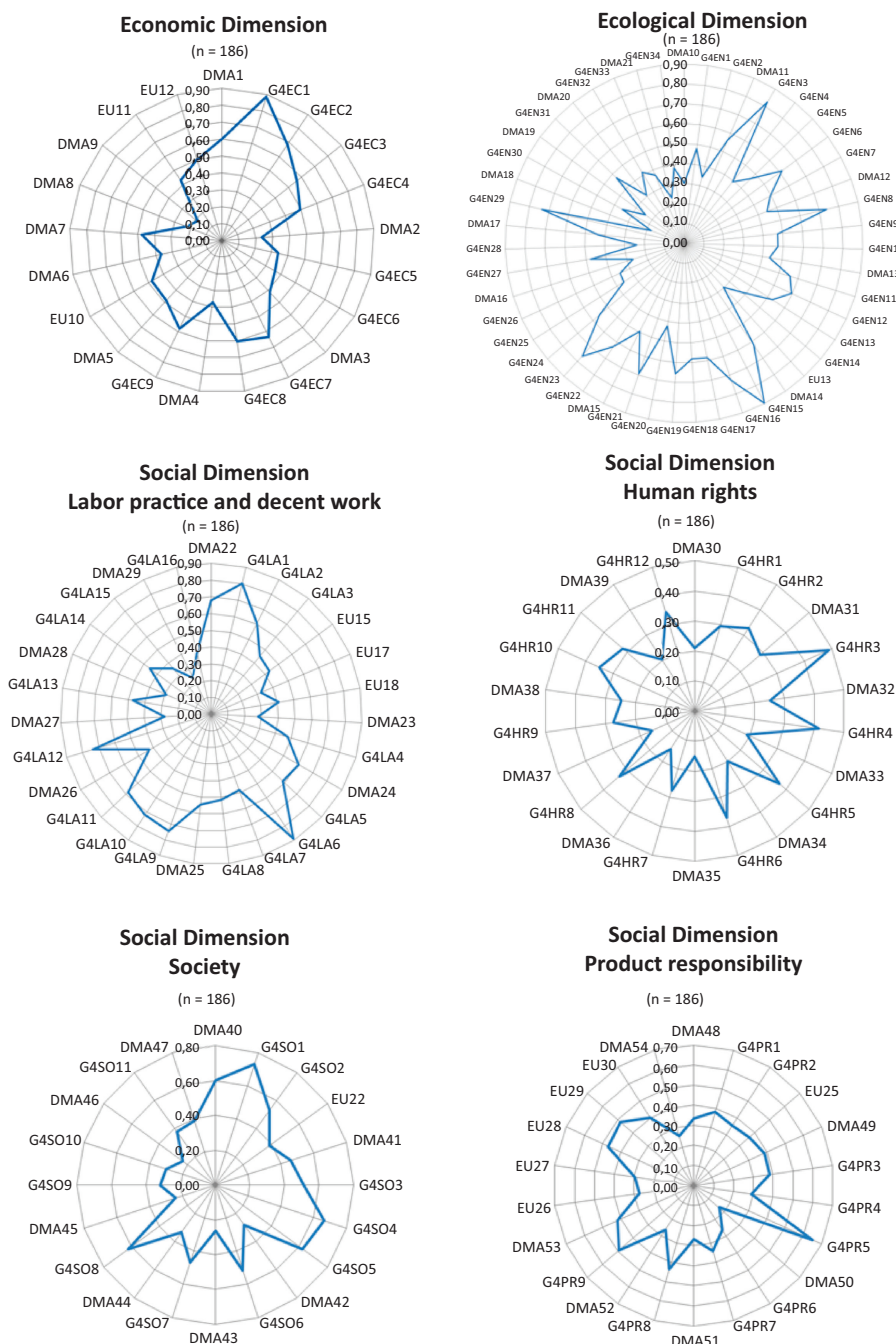 Economic Dimension
(n = 186)
DMA1
G4EC1
G4EC2
G4EC3
G4EC4
DMA2
G4EC5
G4EC6
DMA3
G4EC7
G4EC8
DMA4
G4EC9
DMA5
EU10
DMA6
DMA7
DMA8
DMA9
EU11
EU12
0,90
0,80
0,70
0,60
0,50
0,40
0,30
0,20
0,10
0,00
Ecological Dimension
(n = 186)
DMA10
G4EN1
G4EN2
DMA11
G4EN3
G4EN4
G4EN5
G4EN6
G4EN7
DMA12
G4EN8
G4EN9
G4EN1
DMA13
G4EN11
G4EN12
G4EN13
G4EN14
EU13
DMA14
G4EN15
G4EN16
G4EN17
G4EN18
G4EN19
G4EN20
G4EN21
DMA15
G4EN22
G4EN23
G4EN24
G4EN25
G4EN26
DMA16
G4EN27
G4EN28
DMA17
G4EN29
DMA18
G4EN30
DMA19
G4EN31
DMA20
G4EN32
G4EN33
DMA21
G4EN34
0,90
0,80
0,70
0,60
0,50
0,40
0,30
0,20
0,10
0,00
Social Dimension
Labor practice and decent work
(n = 186)
DMA22
G4LA1
G4LA2
G4LA3
EU15
EU17
EU18
DMA23
G4LA4
DMA24
G4LA5
G4LA6
G4LA7
G4LA8
DMA25
G4LA9
G4LA10
G4LA11
DMA26
G4LA12
DMA27
G4LA13
DMA28
G4LA14
G4LA15
DMA29
G4LA16
0,90
0,80
0,70
0,60
0,50
0,40
0,30
0,20
0,10
0,00
Social Dimension
Human rights
(n = 186)
DMA30
G4HR1
G4HR2
DMA31
G4HR3
DMA32
G4HR4
DMA33
G4HR5
DMA34
G4HR6
DMA35
G4HR7
DMA36
G4HR8
DMA37
G4HR9
DMA38
G4HR10
G4HR11
DMA39
G4HR12
0,50
0,40
0,30
0,20
0,10
0,00
Social Dimension
Society
(n = 186)
DMA40
G4SO1
G4SO2
EU22
DMA41
G4SO3
G4SO4
G4SO5
DMA42
G4SO6
DMA43
G4SO7
DMA44
G4SO8
DMA45
G4SO9
G4SO10
DMA46
G4SO11
DMA47
0,80
0,60
0,40
0,20
0,00
Social Dimension
Product responsibility
(n = 186)
DMA48
G4PR1
G4PR2
EU25
DMA49
G4PR3
G4PR4
G4PR5
DMA50
G4PR6
G4PR7
DMA51
G4PR8
DMA52
G4PR9
DMA53
EU26
EU27
EU28
EU29
EU30
DMA54
0,70
0,60
0,50
0,40
0,30
0,20
0,10
0,00